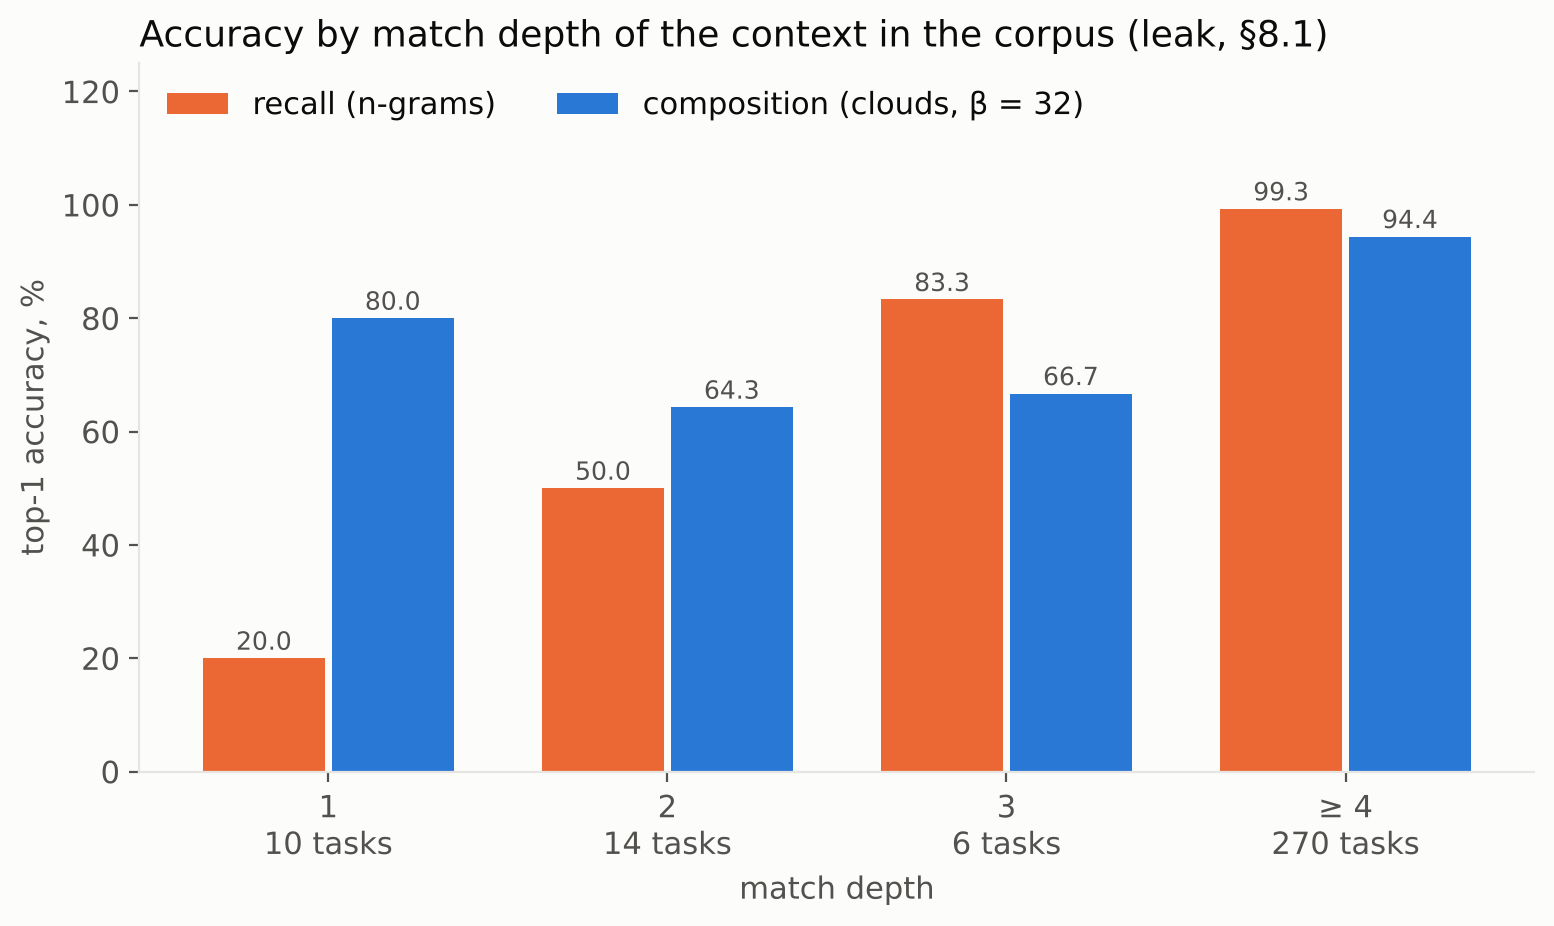 Accuracy by match depth of the context in the corpus (leak, §8.1)
recall (n-grams)
composition (clouds, β = 32)
top-1 accuracy, %
120
100
80
60
40
20
0
20.0
80.0
50.0
64.3
83.3
66.7
99.3
94.4
1
10 tasks
2
14 tasks
3
6 tasks
≥ 4
270 tasks
match depth